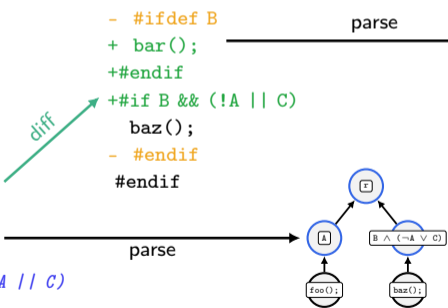 - #ifdef B
parse
+ bar();
+#endif
+#if B && (!A || C)
diff
baz();
- #endif
#endif
r
A
B ∧ (¬A ∨ C)
parse
A || C)
foo();
baz();